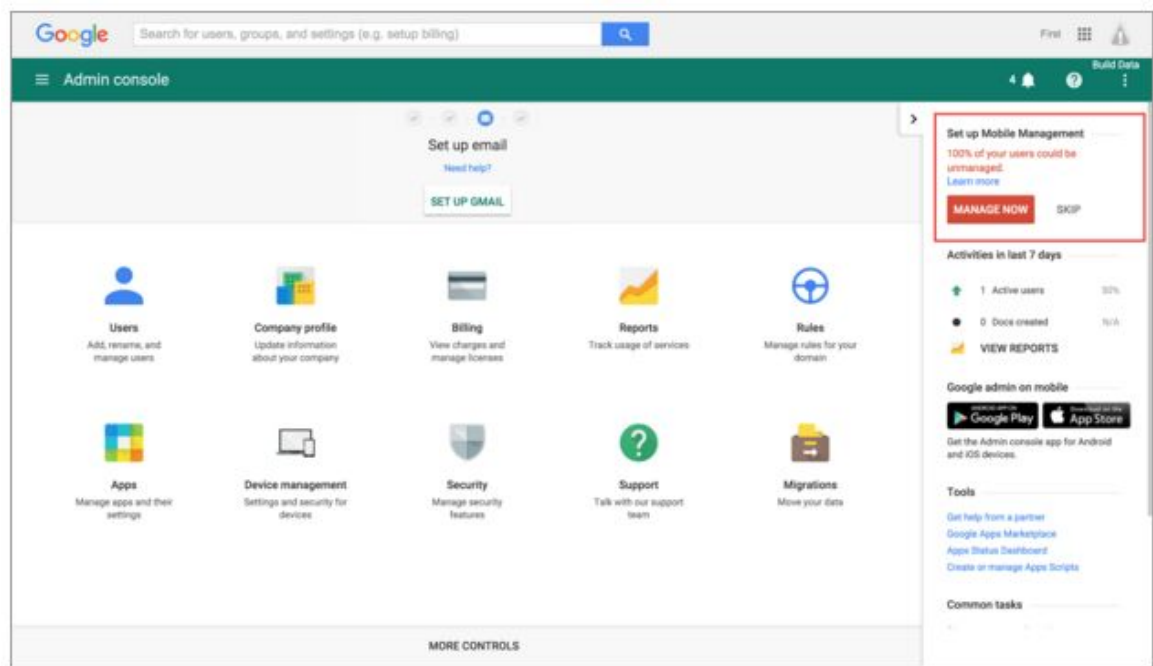 Google
Search for users, groups, and settings (e.g. setup billing)
First
Admin console
4
Build Data
Set up email
Need help?
SET UP GMAIL
Users
Add, rename, and
manage users
Company profile
Update information
about your company
Billing
View charges and
manage licenses
Reports
Track usage of services
Rules
Manage rules for your
domain
Apps
Manage apps and their
settings
Device management
Settings and security for
devices
Security
Manage security
features
Support
Talk with our support
team
Migrations
Move your data
MORE CONTROLS
Set up Mobile Management
100% of your users could be
unmanaged.
Learn more
MANAGE NOW SKIP
Activities in last 7 days
1 Active users 50%
0 Docs created N/A
VIEW REPORTS
Google admin on mobile
ANDROID APP ON
Google Play
Download on the
App Store
Get the Admin console app for Android
and iOS devices.
Tools
Get help from a partner
Google Apps Marketplace
Apps Status Dashboard
Create or manage Apps Scripts
Common tasks